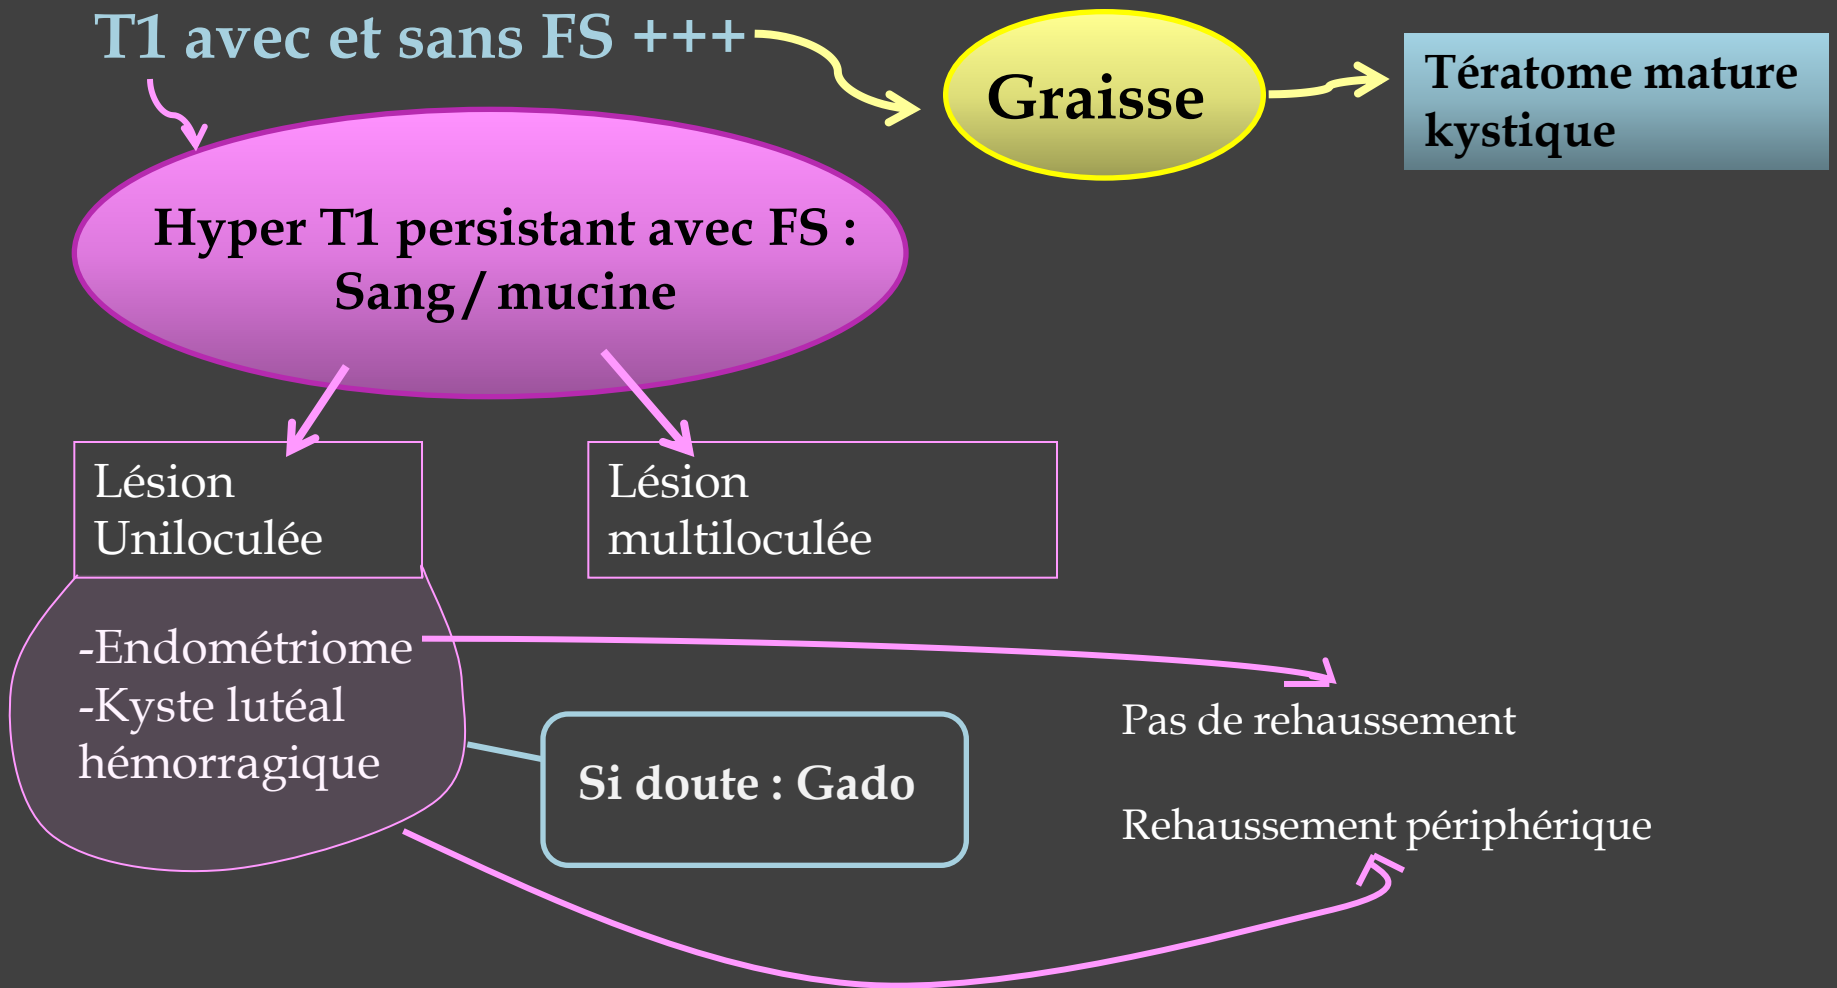 T1 avec et sans FS +++
Graisse
Tératome mature
kystique
Hyper T1 persistant avec FS :
Sang/mucine
Lésion
Uniloculée
Lésion
multiloculée
-Endométriome
-Kyste lutéal
hémorragique
Si doute : Gado
Pas de rehaussement
Rehaussement périphérique